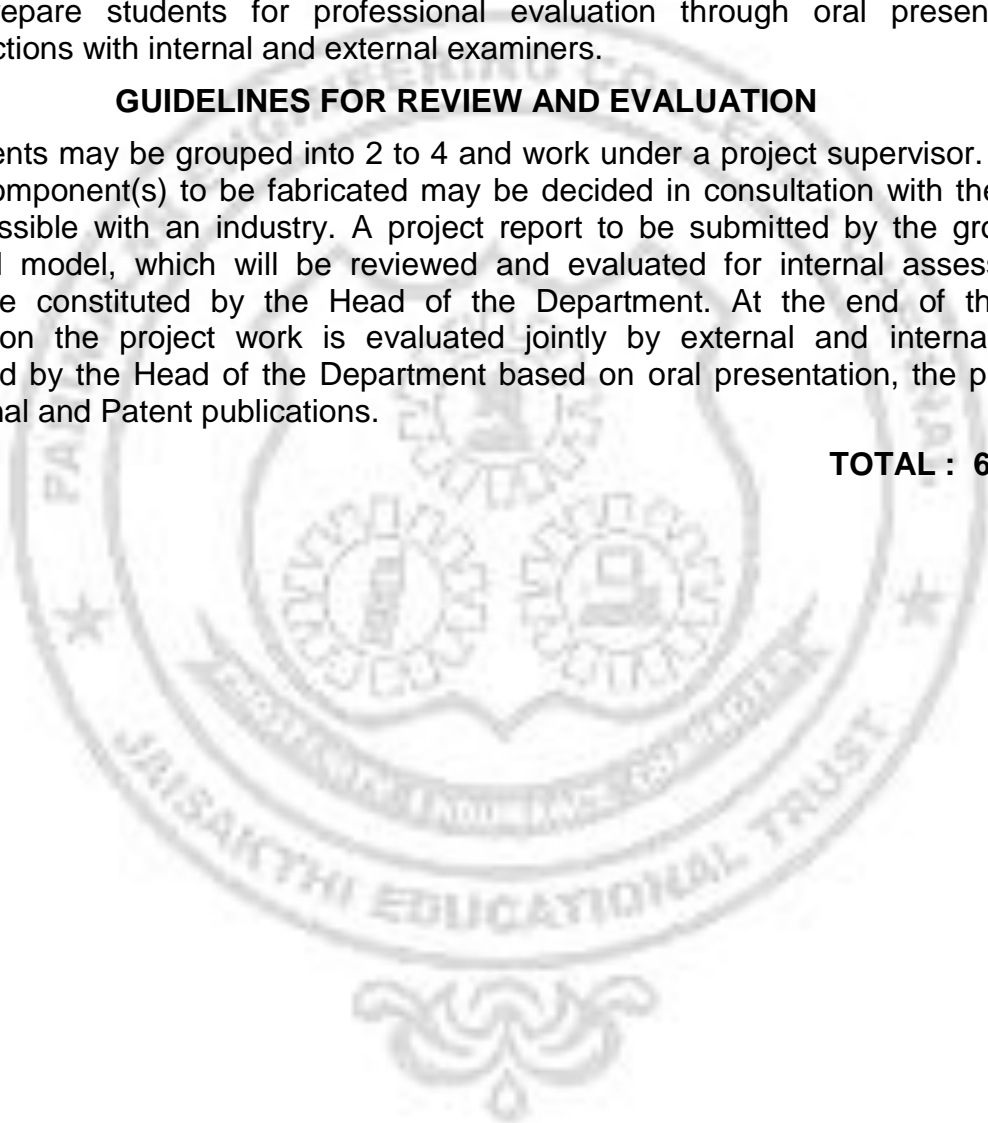 epare students for professional evaluation through oral presen
ctions with internal and external examiners.
GUIDELINES FOR REVIEW AND EVALUATION
ents may be grouped into 2 to 4 and work under a project supervisor.
omponent(s) to be fabricated may be decided in consultation with the
ssible with an industry. A project report to be submitted by the gro
l model, which will be reviewed and evaluated for internal assess
e constituted by the Head of the Department. At the end of th
on the project work is evaluated jointly by external and interna
d by the Head of the Department based on oral presentation, the p
nal and Patent publications.
TOTAL : 6
ENGINEERING COLLEGE
JAISAKTHI EDUCATIONAL TRUST